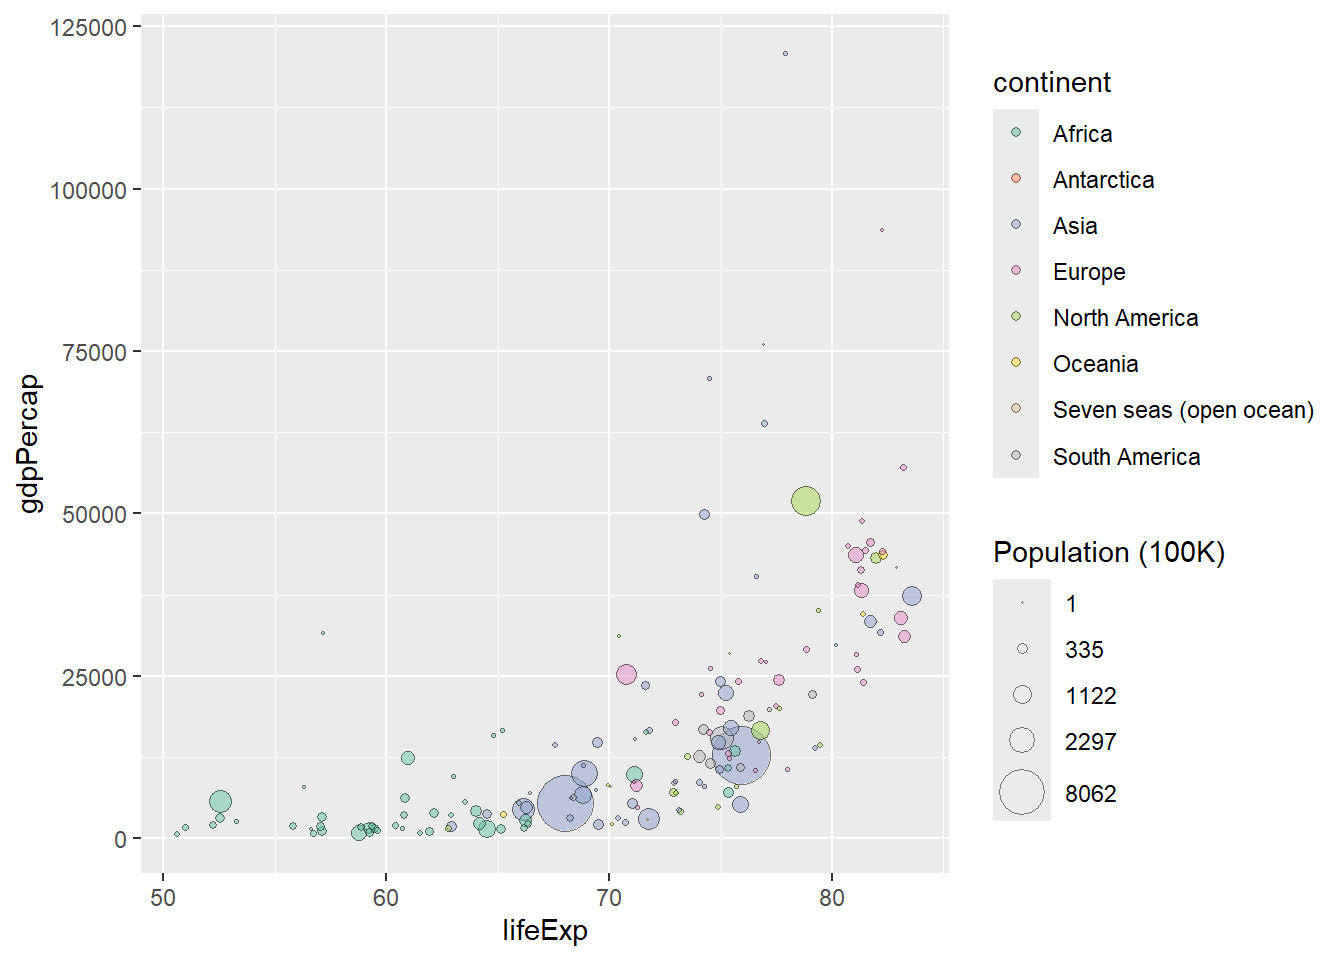 125000
100000
75000
50000
25000
0
gdpPercap
50
60
70
80
lifeExp
continent
Africa
Antarctica
Asia
Europe
North America
Oceania
Seven seas (open ocean)
South America
Population (100K)
1
335
1122
2297
8062